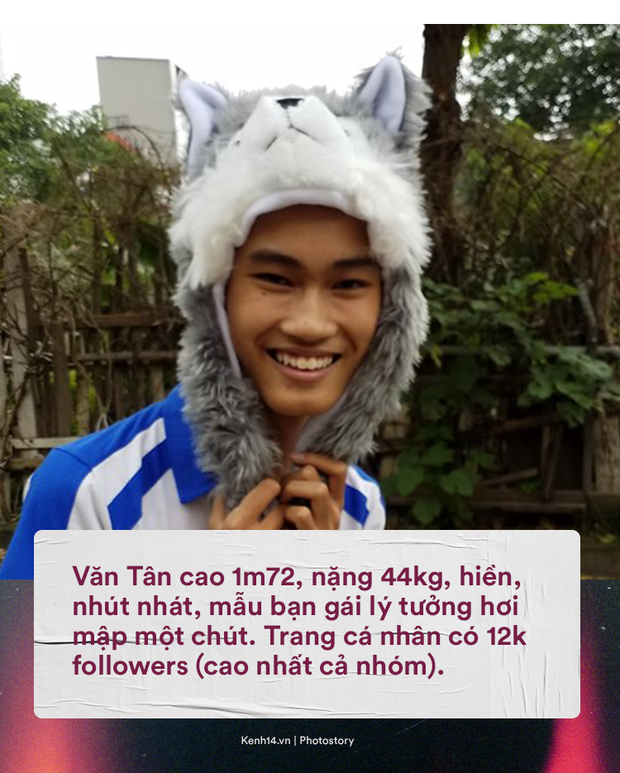 Văn Tân cao 1m72, nặng 44kg, hiền,
nhút nhát, mẫu bạn gái lý tưởng hơi
mập một chút. Trang cá nhân có 12k
followers (cao nhất cả nhóm).
Kenh14.vn | Photostory